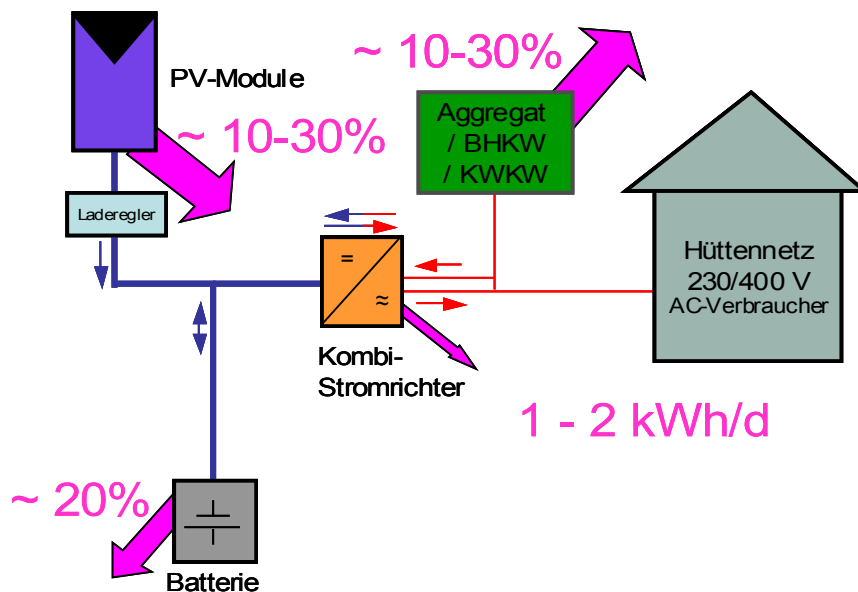 PV-Module
~ 10-30%
~ 10-30%
Aggregat
/ BHKW
/ KWKW
Laderegler
=
≈
Kombi-
Stromrichter
Hüttennetz
230/400 V
AC-Verbraucher
1 - 2 kWh/d
~ 20%
Batterie